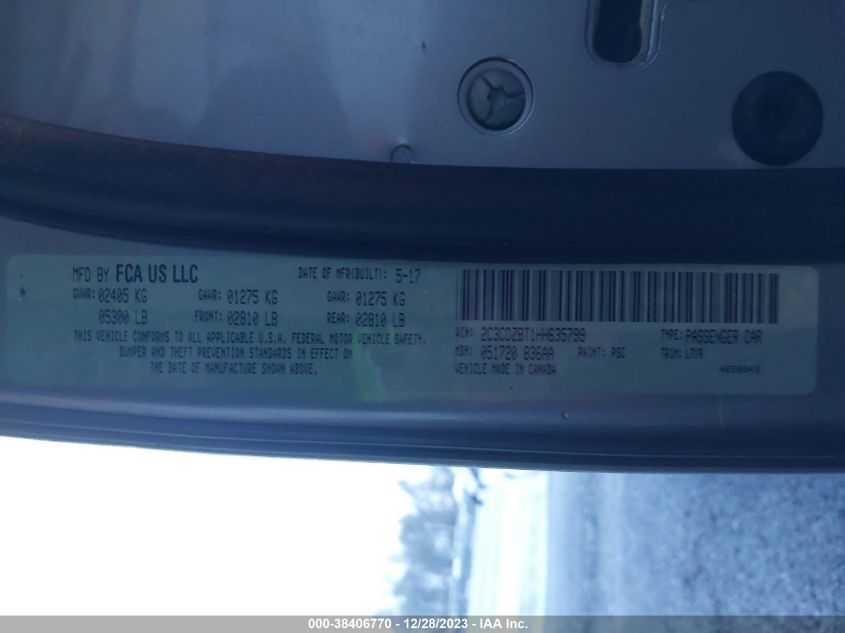 MFD BY FCA US LLC DATE OF MFR(BUILT): 5-17
GVWR: 02405 KG GAWR: 01275 KG GAWR: 01275 KG
05300 LB FRONT: 02810 LB REAR: 02810 LB
THIS VEHICLE CONFORMS TO ALL APPLICABLE U.S.A. FEDERAL MOTOR VEHICLE SAFETY,
BUMPER AND THEFT PREVENTION STANDARDS IN EFFECT ON
THE DATE OF MANUFACTURE SHOWN ABOVE.
VIN: 2C3CDZBT1HH635799 TYPE: PASSENGER CAR
MDH: 051720 636AA PAINT: PSC TRIM: L7X9
VEHICLE MADE IN CANADA 4650843
000-38406770 - 12/28/2023 - IAA Inc.